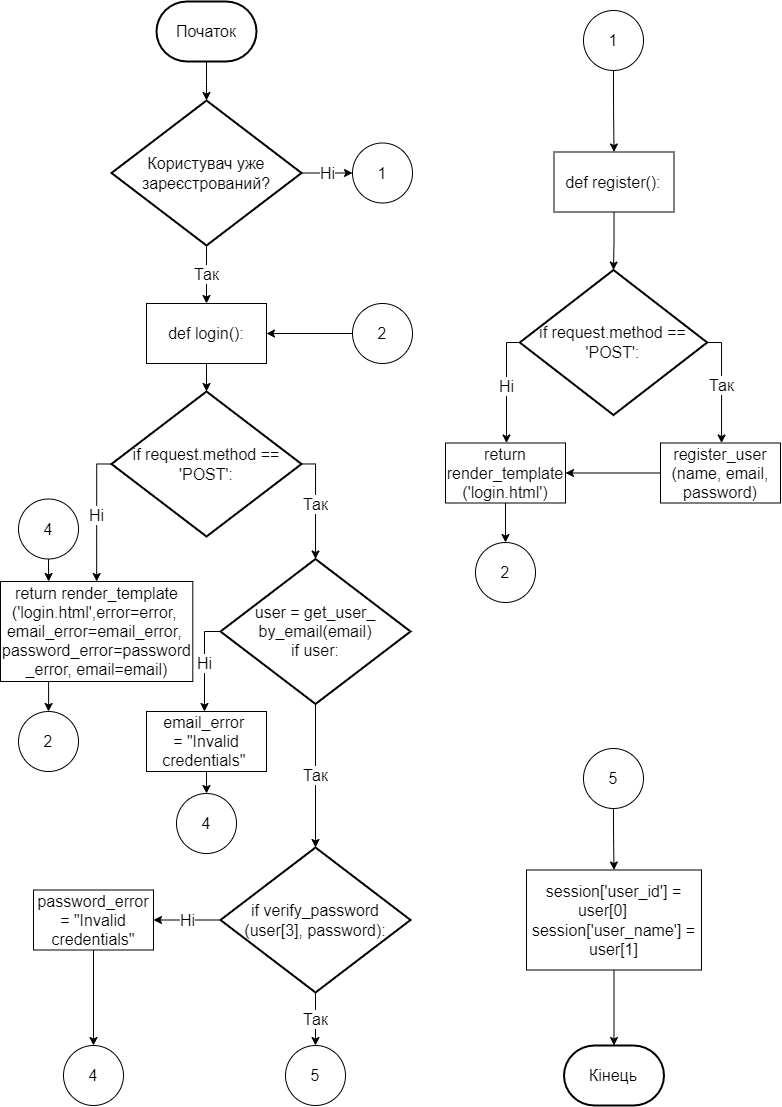 Початок
Користувач уже
зареєстрований?
Ні
1
Так
def login():
2
if request.method ==
'POST':
Ні
Так
4
return render_template
('login.html',error=error,
email_error=email_error,
password_error=password
_error, email=email)
2
user = get_user_
by_email(email)
if user:
Ні
email_error
= "Invalid
credentials"
4
Так
if verify_password
(user[3], password):
Ні
password_error
= "Invalid
credentials"
4
Так
5
1
def register():
if request.method ==
'POST':
Ні
Так
return
render_template
('login.html')
register_user
(name, email,
password)
2
5
session['user_id'] =
user[0]
session['user_name'] =
user[1]
Кінець